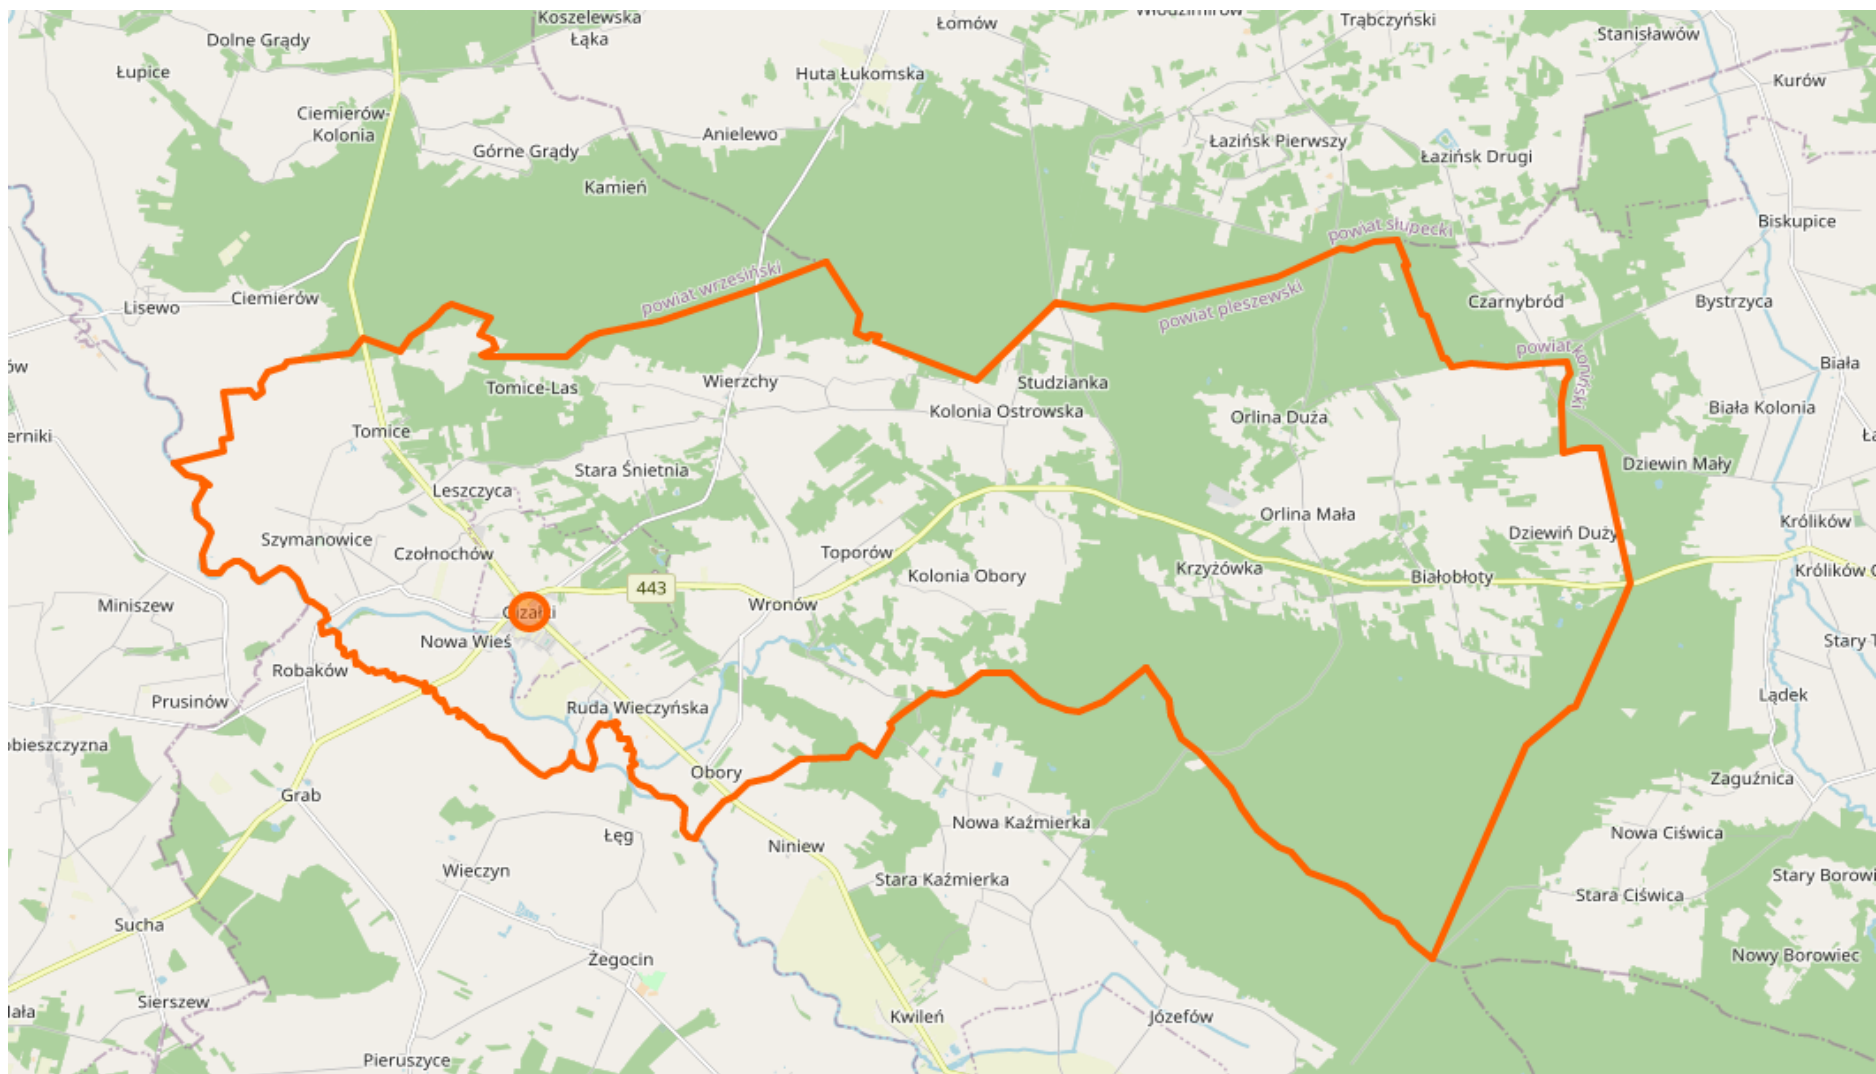 Koszelewska
Łąka
Łomów
Trąbczyński
Stanisławów
Dolne Grądy
Łupice
Huta Łukomska
Kurów
Ciemierów-
Kolonia
Anielewo
Łazińsk Pierwszy
Łazińsk Drugi
Górne Grądy
Kamień
Biskupice
powiat słupecki
powiat wrzesiński
powiat pleszewski
Lisewo
Ciemierów
Czarnybród
Bystrzyca
powiat koniński
Biała
Tomice-Las
Wierzchy
Studzianka
Kolonia Ostrowska
Orlina Duża
Biała Kolonia
Tomice
erniki
Stara Śnietnia
Dziewin Mały
Leszczyca
Orlina Mała
Królików
Szymanowice
Czołnochów
Toporów
Dziewiń Duży
Krzyżówka
Kolonia Obory
Białobłoty
Królików
443
Miniszew
Wronów
Nowa Wieś
Stary
Robaków
Prusinów
Ruda Wieczyńska
Lądek
obieszczyzna
Obory
Zagużnica
Grab
Nowa Kaźmierka
Łęg
Niniew
Nowa Ciświca
Wieczyn
Stara Kaźmierka
Stara Ciświca
Stary Borowi
Sucha
Żegocin
Nowy Borowiec
Sierszew
Kwileń
Józefów
Pieruszyce